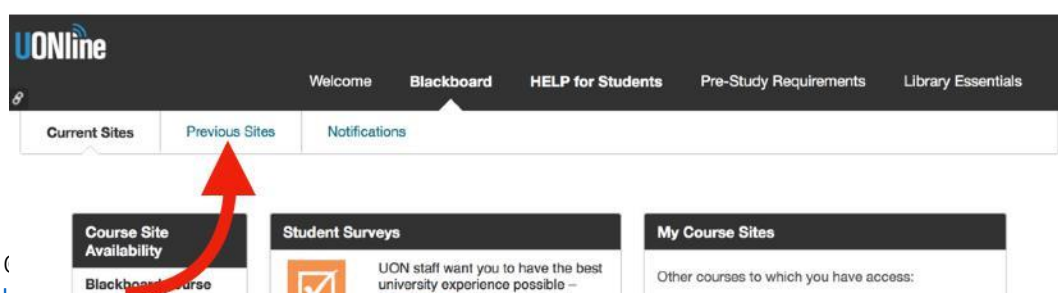 UONline
Welcome Blackboard HELP for Students Pre-Study Requirements Library Essentials
Current Sites Previous Sites Notifications
Course Site
Availability
Student Surveys
My Course Sites
UON staff want you to have the best
university experience possible –
Other courses to which you have access: